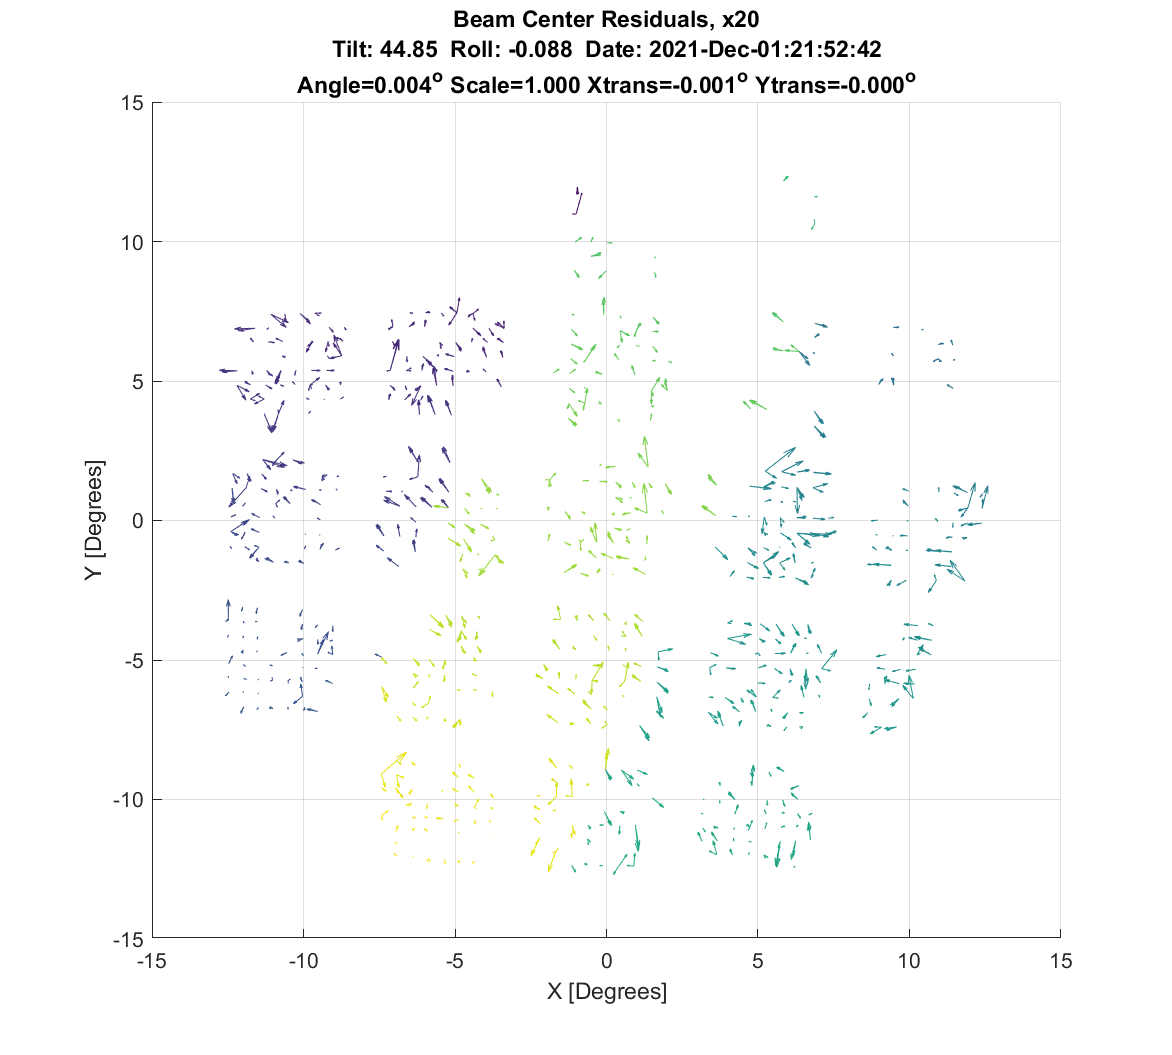 Beam Center Residuals, x20
Tilt: 44.85  Roll: -0.088  Date: 2021-Dec-01:21:52:42
Angle=0.004° Scale=1.000 Xtrans=-0.001° Ytrans=-0.000°
15
10
5
0
-5
-10
-15
Y [Degrees]
-15 -10 -5 0 5 10 15
X [Degrees]